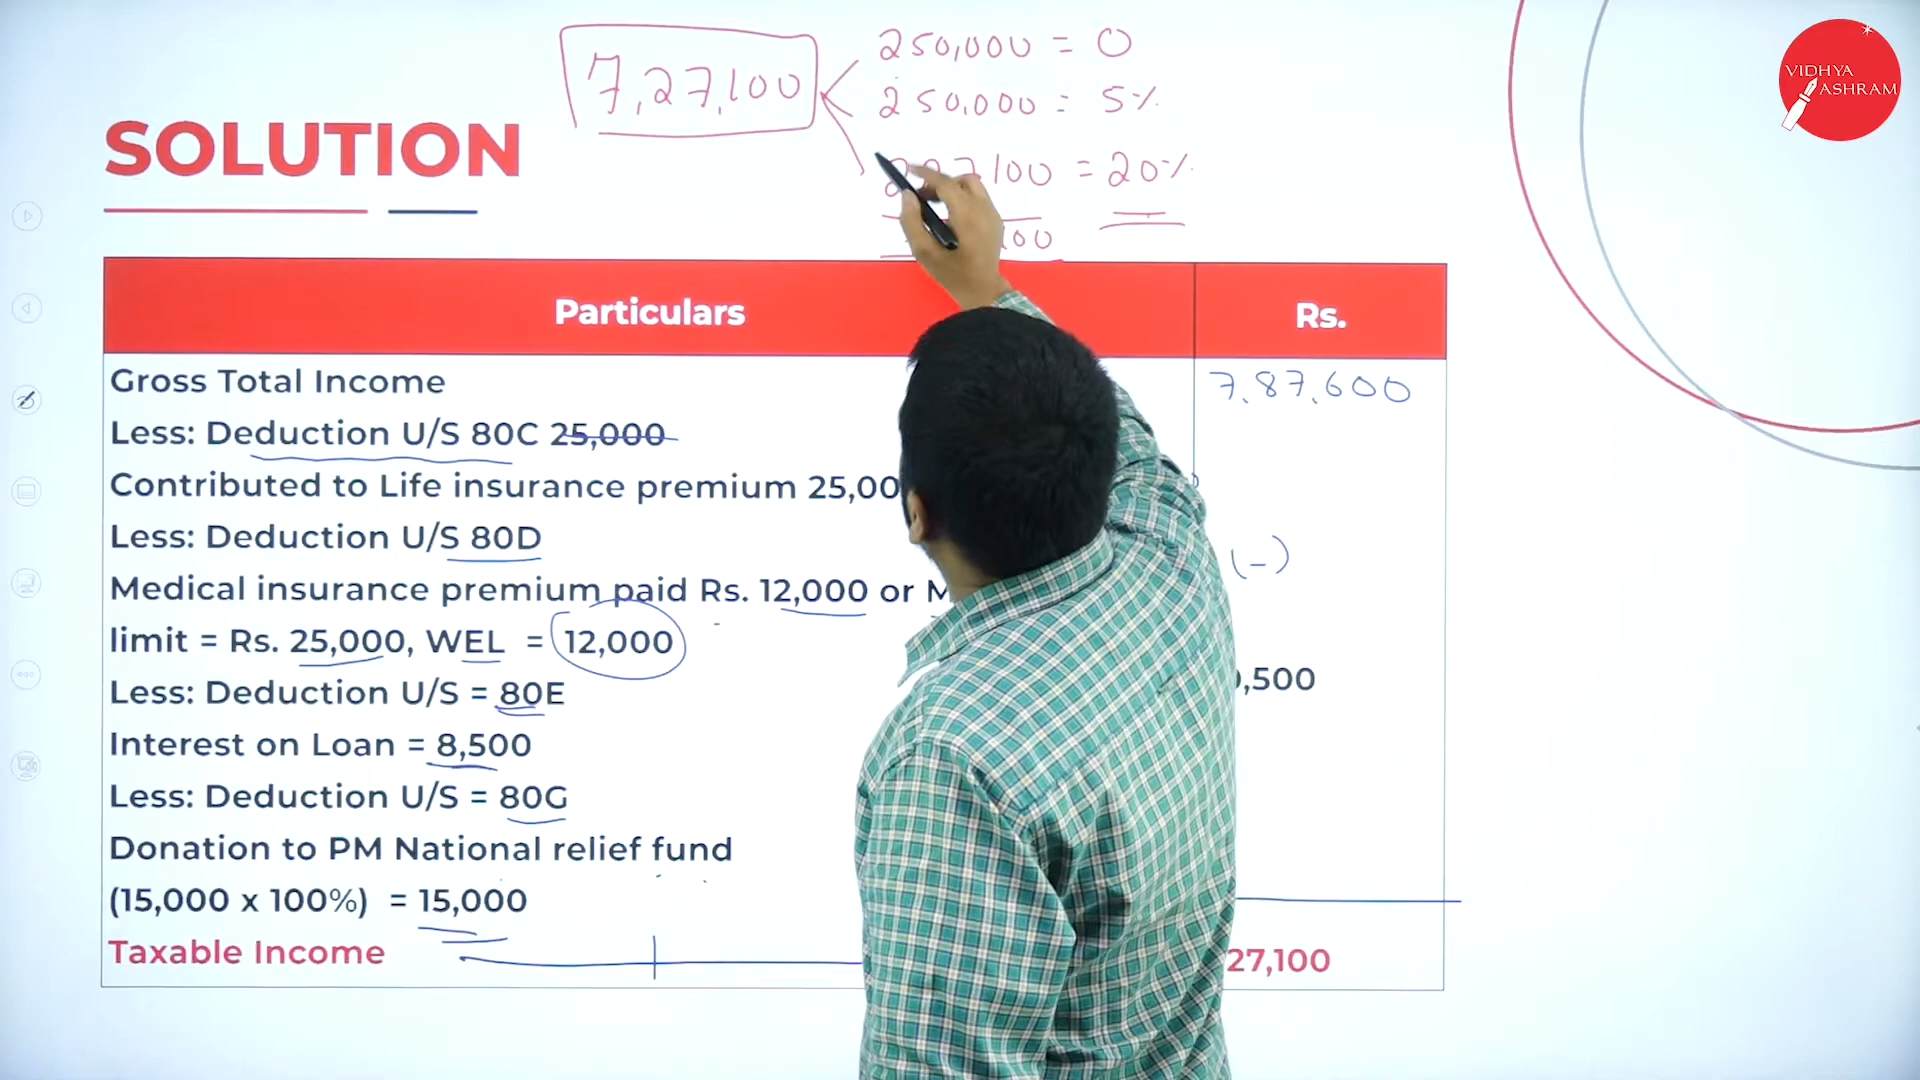 7,27,100
250,000 = 0
250,000 = 5%
100 = 20%
100
VIDHYA
ASHRAM
SOLUTION
Particulars Rs.
Gross Total Income 7,87,600
Less: Deduction U/S 80C 25,000
Contributed to Life insurance premium 25,00
Less: Deduction U/S 80D
(-)
Medical insurance premium paid Rs. 12,000 or M
limit = Rs. 25,000, WEL = 12,000
,500
Less: Deduction U/S = 80E
Interest on Loan = 8,500
Less: Deduction U/S = 80G
Donation to PM National relief fund
(15,000 x 100%) = 15,000
Taxable Income 27,100